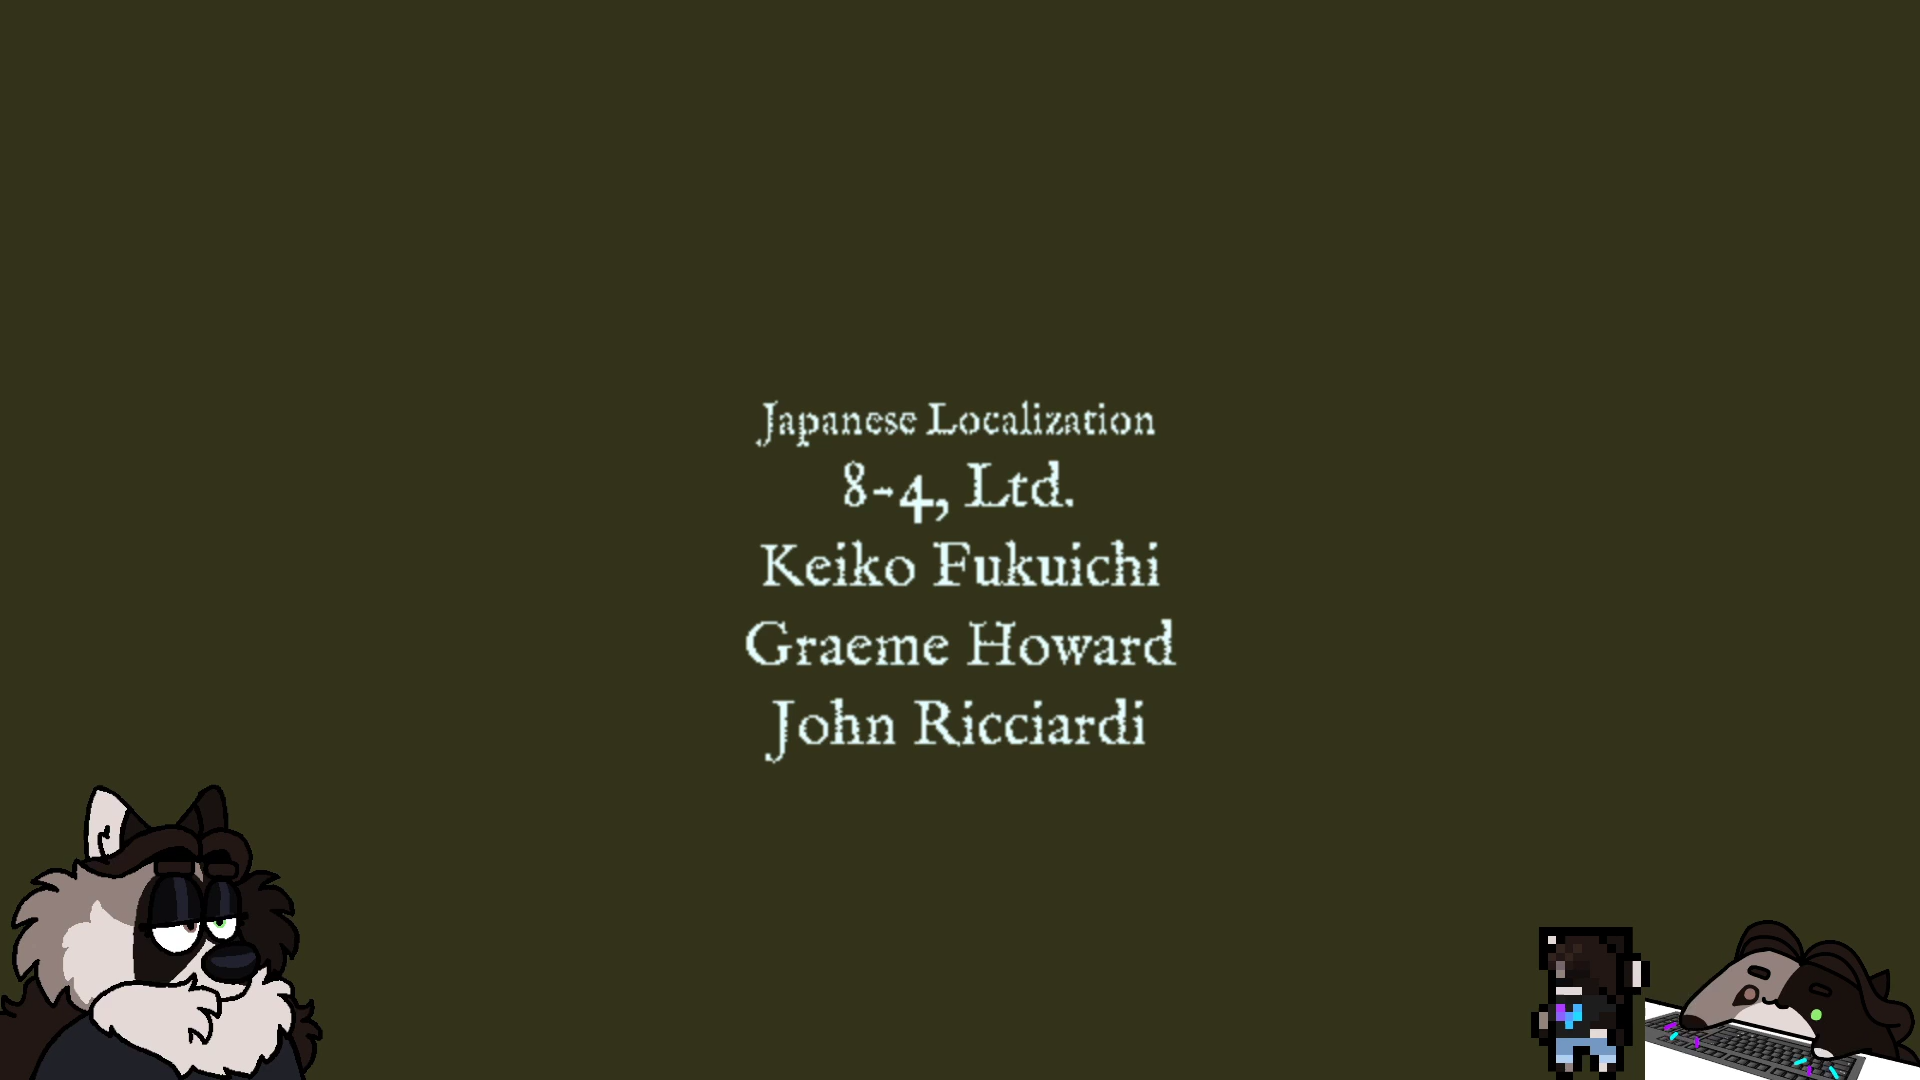 Japanese Localization
8-4, Ltd.
Keiko Fukuichi
Graeme Howard
John Ricciardi